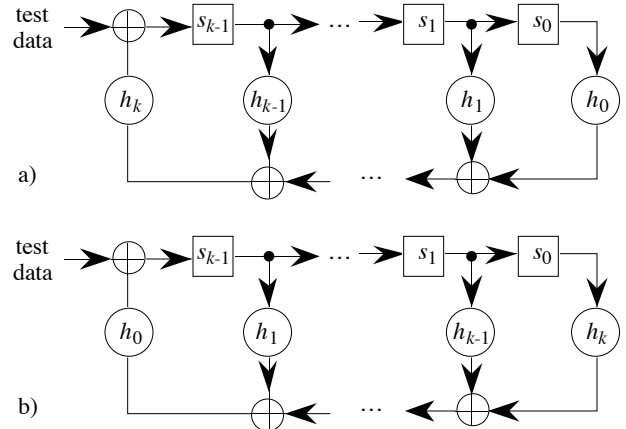 test
data
s_{k-1} ... s_1 s_0
h_k h_{k-1} h_1 h_0
...
a)
test
data
s_{k-1} ... s_1 s_0
h_0 h_1 h_{k-1} h_k
...
b)